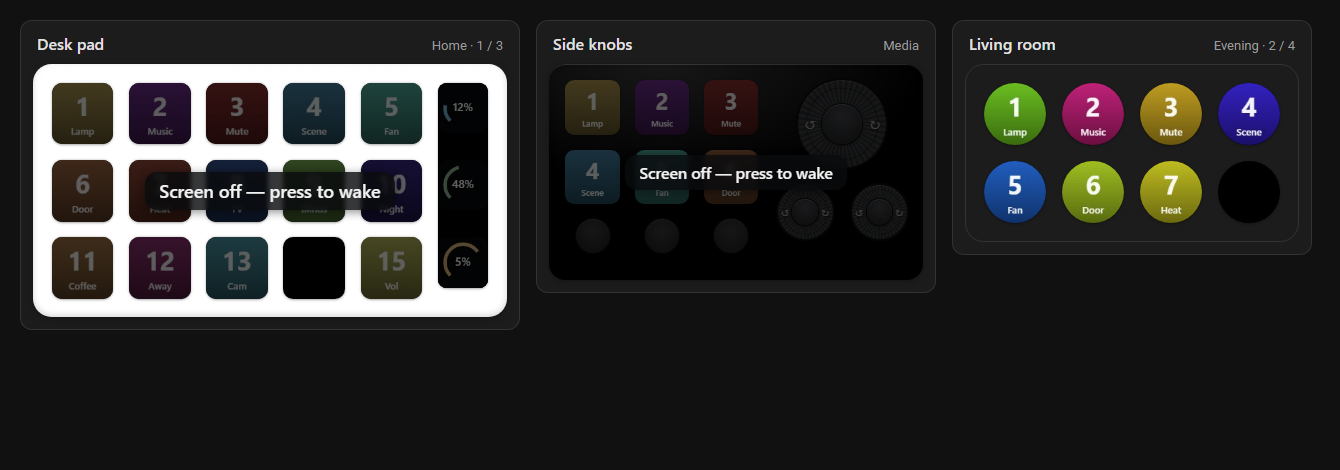 Desk pad
Home · 1 / 3
1
Lamp
2
Music
3
Mute
4
Scene
5
Fan
12%
6
Door
Screen off — press to wake
Night
48%
11
Coffee
12
Away
13
Cam
15
Vol
5%
Side knobs
Media
1
Lamp
2
Music
3
Mute
4
Scene
Fan
Door
Screen off — press to wake
Living room
Evening · 2 / 4
1
Lamp
2
Music
3
Mute
4
Scene
5
Fan
6
Door
7
Heat